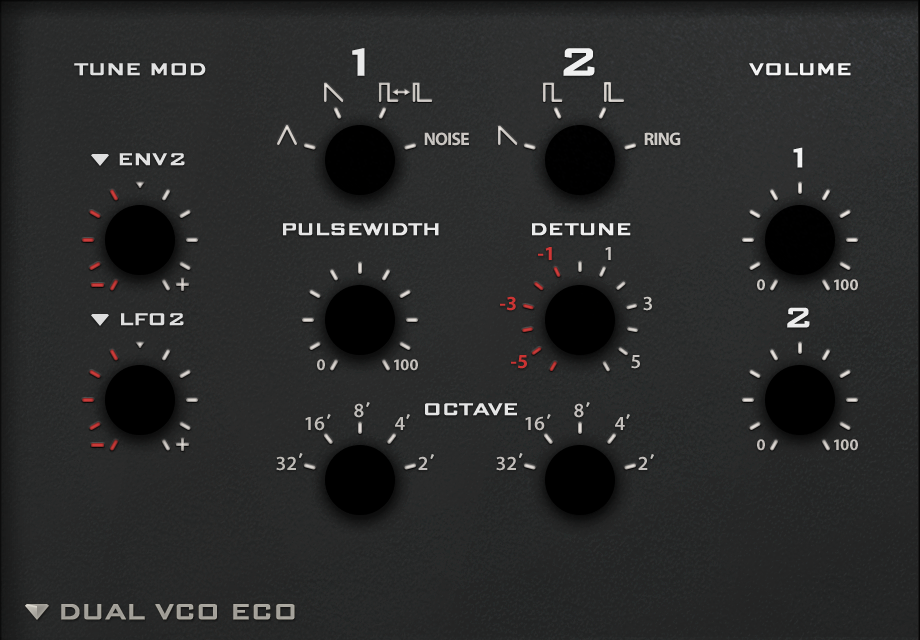 TUNE MOD
1
2
VOLUME
NOISE
RING
ENV2
1
- +
0 100
PULSEWIDTH
DETUNE
-1 1
-3 3
-5 5
0 100
LFO2
2
- +
0 100
OCTAVE
32′ 16′ 8′ 4′ 2′
32′ 16′ 8′ 4′ 2′
DUAL VCO ECO